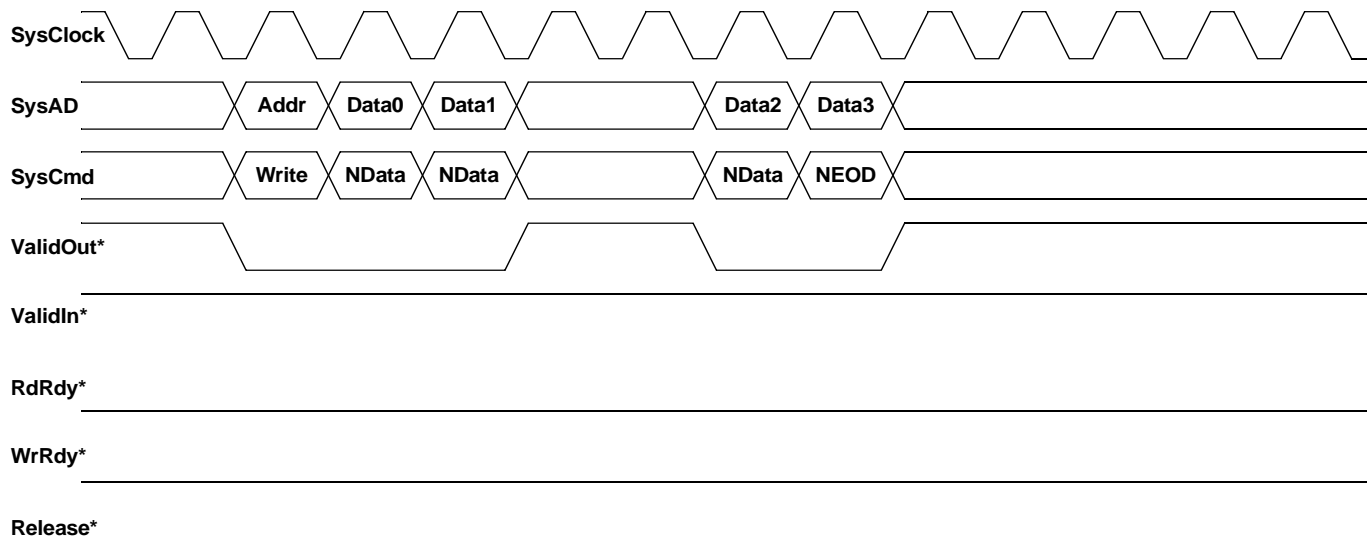 SysClock
SysAD Addr Data0 Data1 Data2 Data3
SysCmd Write NData NData NData NEOD
ValidOut*
ValidIn*
RdRdy*
WrRdy*
Release*